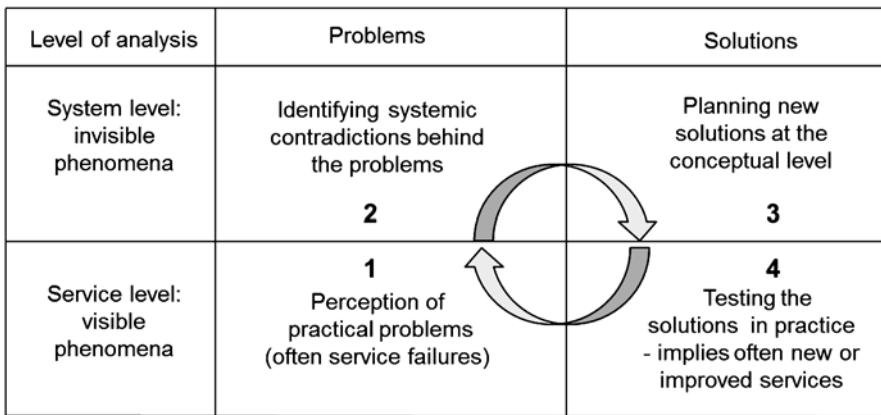 Level of analysis
Problems
Solutions
System level:
invisible
phenomena
Identifying systemic
contradictions behind
the problems
2
Planning new
solutions at the
conceptual level
3
Service level:
visible
phenomena
1
Perception of
practical problems
(often service failures)
4
Testing the
solutions in practice
- implies often new or
improved services